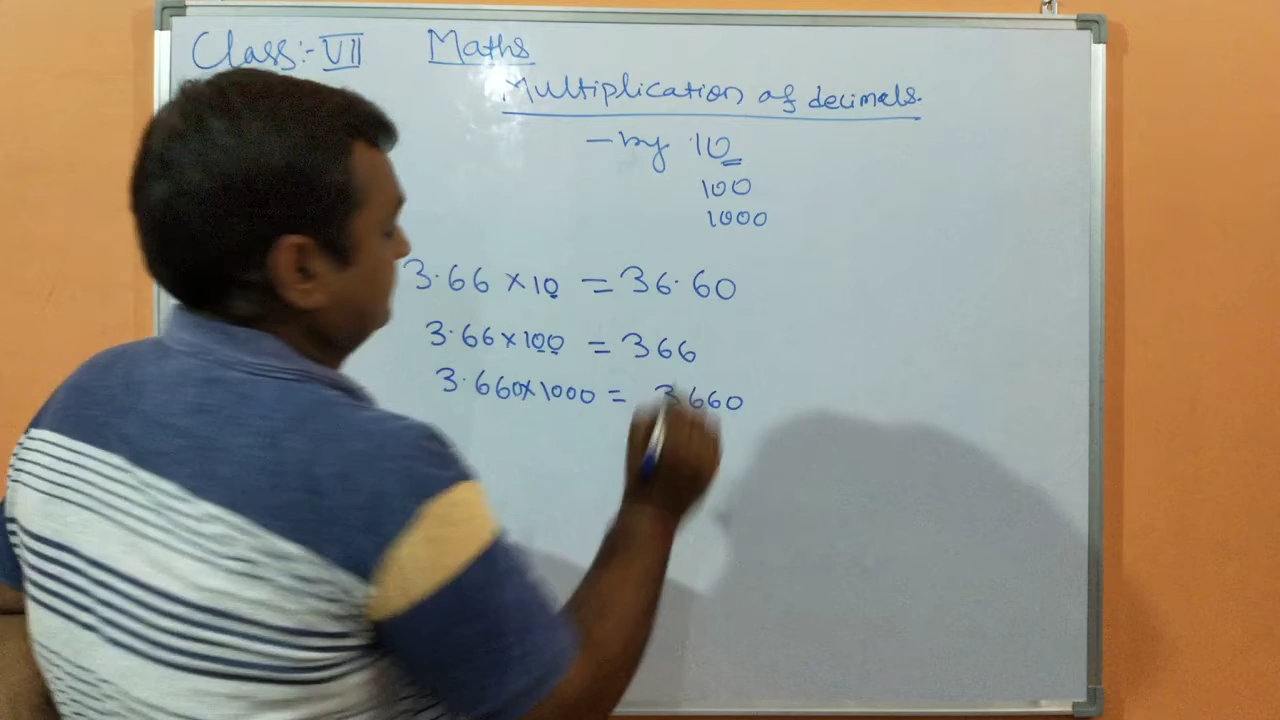 Class:- VII Maths
Multiplication of decimals.
- by 10
100
1000
3.66 × 10 = 36.60
3.66 × 100 = 366
3.660 × 1000 = 3660